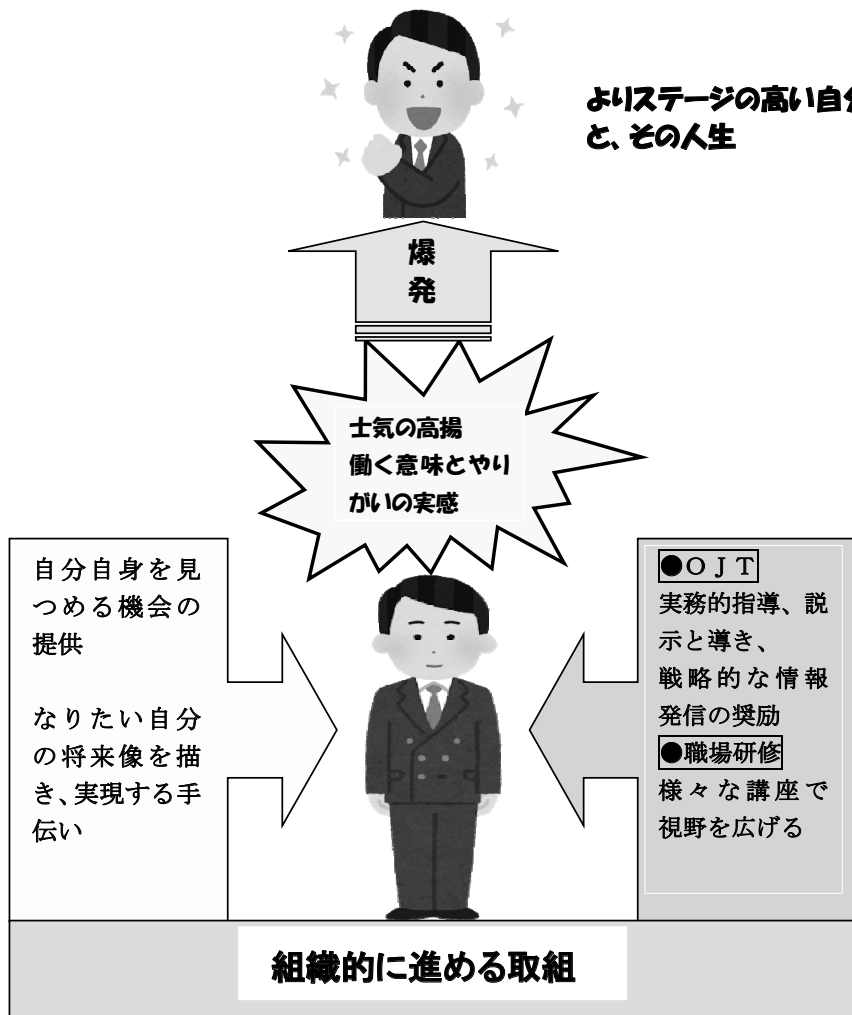 よりステージの高い自分
と、その人生
爆
発
士気の高揚
働く意味とやり
がいの実感
自分自身を見
つめる機会の
提供
なりたい自分
の将来像を描
き、実現する手
伝い
●ＯＪＴ
実務的指導、説
示と導き、
戦略的な情報
発信の奨励
●職場研修
様々な講座で
視野を広げる
組織的に進める取組